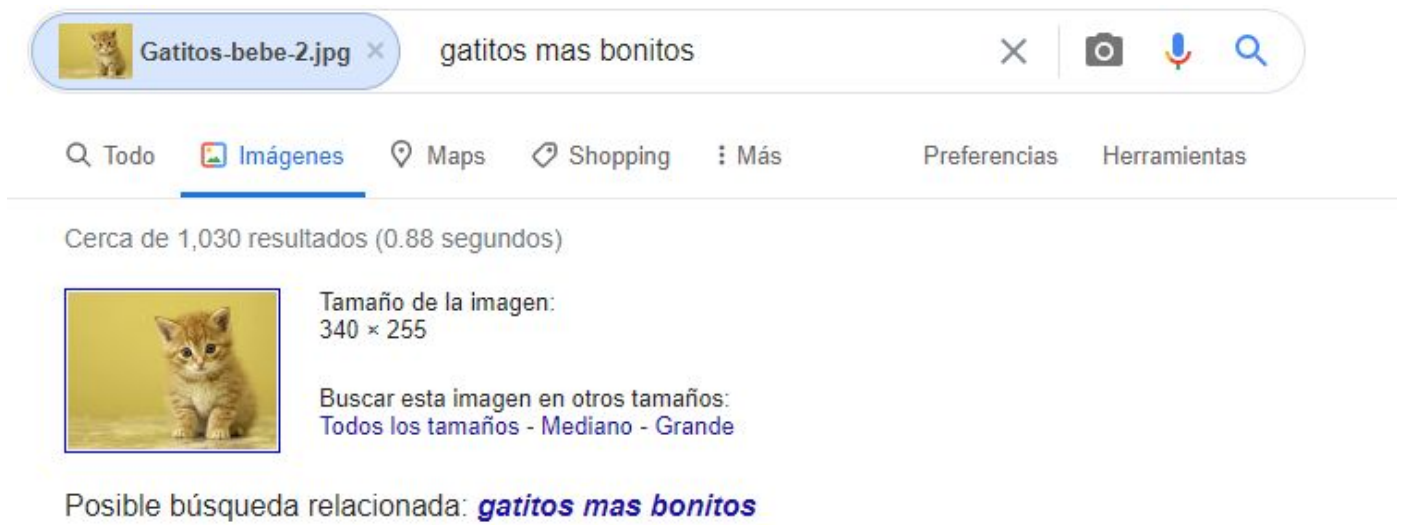 Gatitos-bebe-2.jpg × gatitos mas bonitos
Todo Imágenes Maps Shopping Más Preferencias Herramientas
Cerca de 1,030 resultados (0.88 segundos)
Tamaño de la imagen:
340 × 255
Buscar esta imagen en otros tamaños:
Todos los tamaños - Mediano - Grande
Posible búsqueda relacionada: gatitos mas bonitos